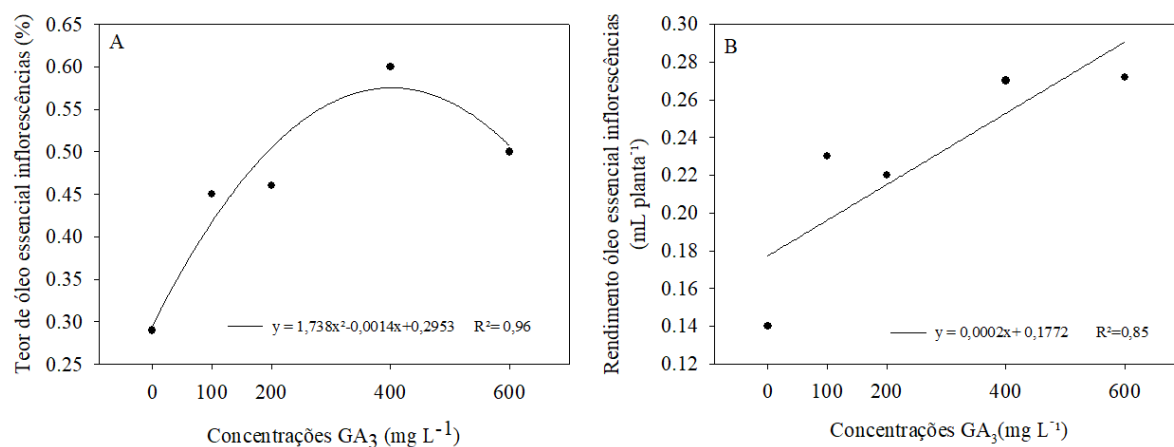 Teor de óleo essencial inflorescências (%)
A
0.65
0.60
0.55
0.50
0.45
0.40
0.35
0.30
0.25
y = 1,738x²-0,0014x+0,2953 R²= 0,96
0 100 200 400 600
Concentrações GA₃ (mg L⁻¹)
Rendimento óleo essencial inflorescências
(mL planta⁻¹)
B
0.30
0.28
0.26
0.24
0.22
0.20
0.18
0.16
0.14
0.12
y = 0,0002x+ 0,1772 R²=0,85
0 100 200 400 600
Concentrações GA₃(mg L⁻¹)